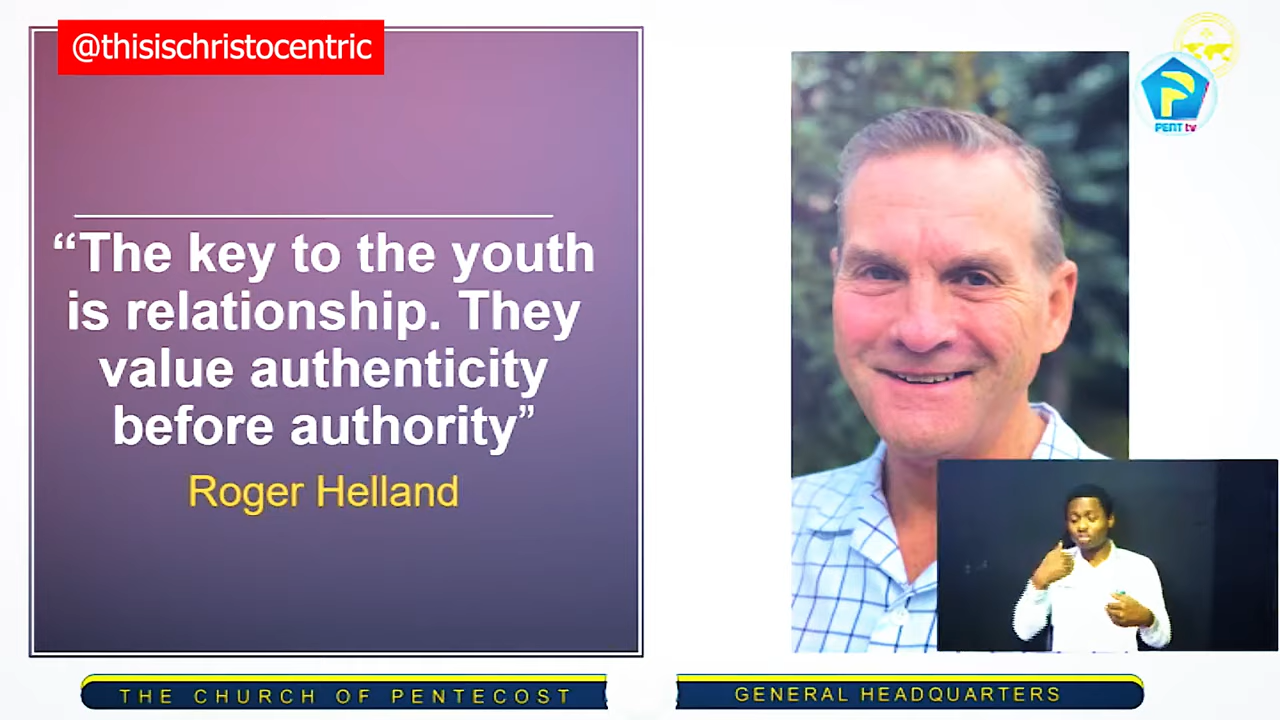 @thisischristocentric
“The key to the youth
is relationship. They
value authenticity
before authority”
Roger Helland
PENT tv
THE CHURCH OF PENTECOST
GENERAL HEADQUARTERS